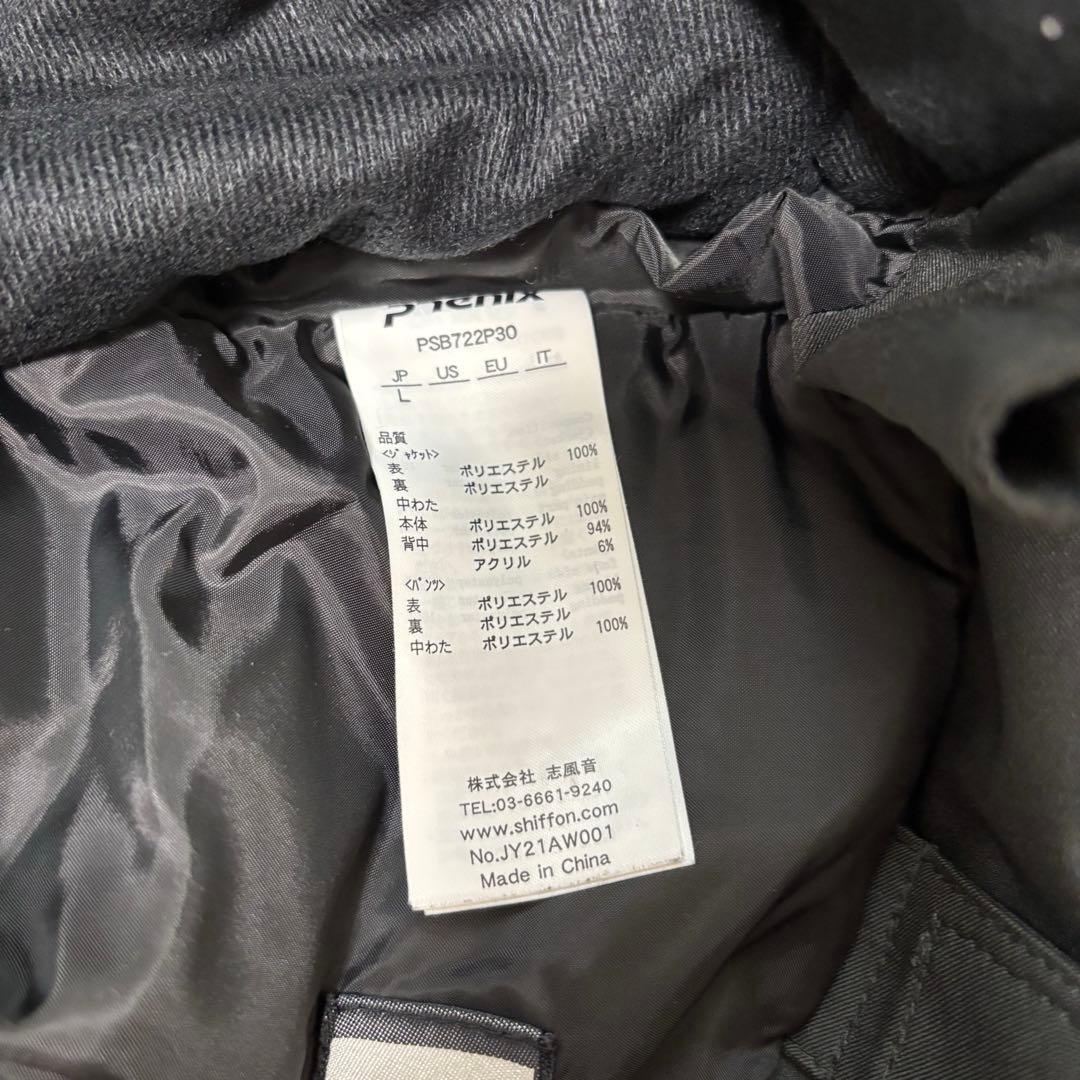 Phenix
PSB722P30
JP US EU IT
L
品質
<ジャケット>
表 ポリエステル 100%
裏 ポリエステル
中わた
本体 ポリエステル 100%
背中 ポリエステル 94%
アクリル 6%
<パンツ>
表 ポリエステル 100%
裏 ポリエステル
中わた ポリエステル 100%
株式会社 志風音
TEL:03-6661-9240
www.shiffon.com
No.JY21AW001
Made in China